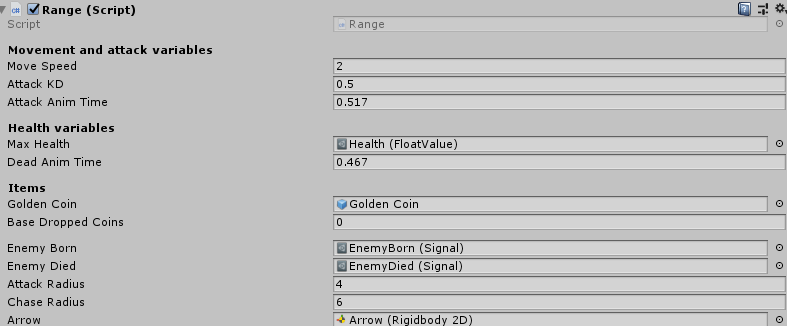 Range (Script)
Script Range
Movement and attack variables
Move Speed 2
Attack KD 0.5
Attack Anim Time 0.517
Health variables
Max Health Health (FloatValue)
Dead Anim Time 0.467
Items
Golden Coin Golden Coin
Base Dropped Coins 0
Enemy Born EnemyBorn (Signal)
Enemy Died EnemyDied (Signal)
Attack Radius 4
Chase Radius 6
Arrow Arrow (Rigidbody 2D)